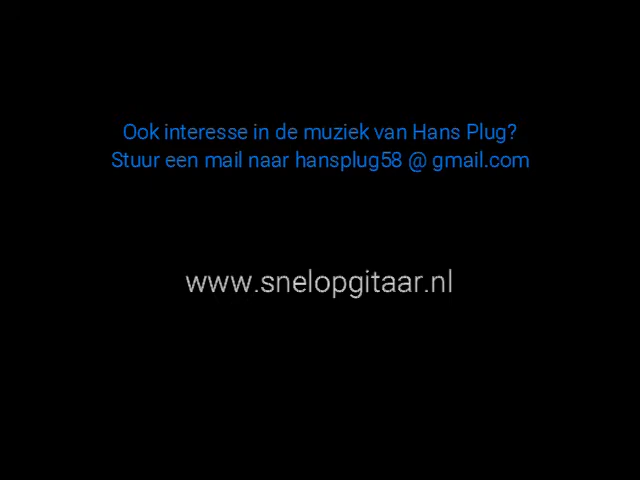 Ook interesse in de muziek van Hans Plug?
Stuur een mail naar hansplug58 @ gmail.com
www.snelopgitaar.nl